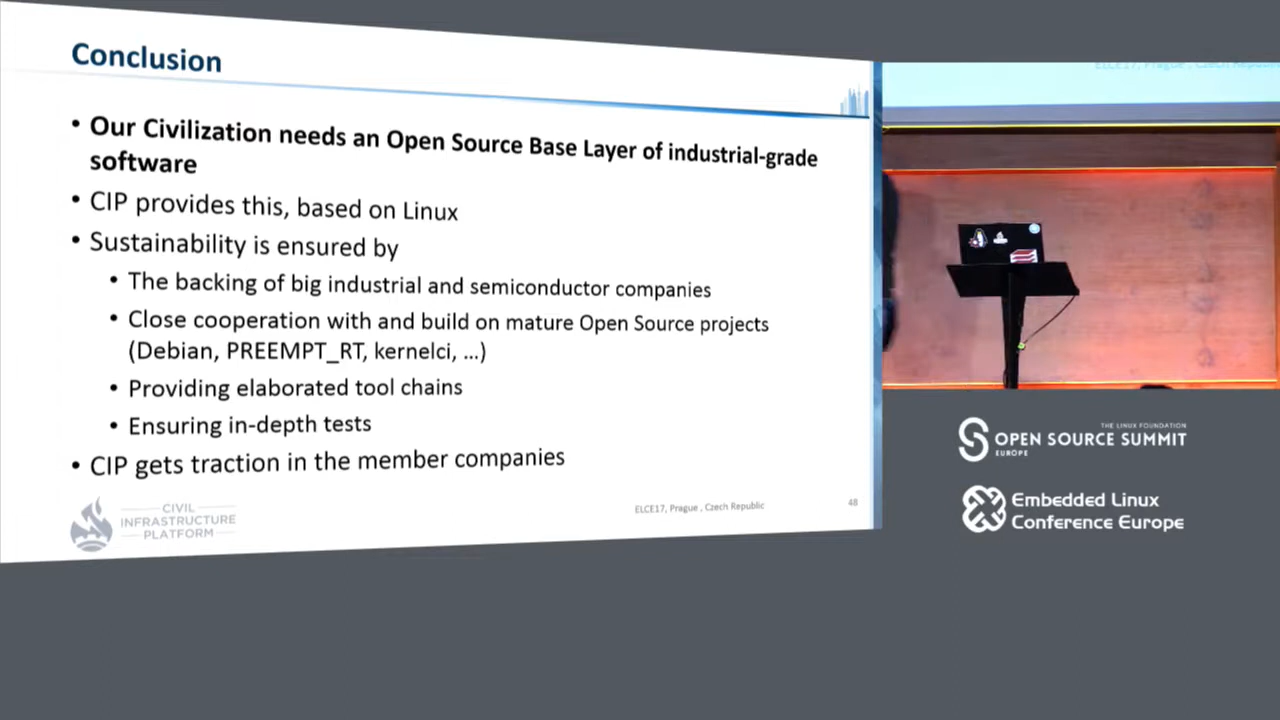 Conclusion
• Our Civilization needs an Open Source Base Layer of industrial-grade
software
• CIP provides this, based on Linux
• Sustainability is ensured by
• The backing of big industrial and semiconductor companies
• Close cooperation with and build on mature Open Source projects
(Debian, PREEMPT_RT, kernelci, ...)
• Providing elaborated tool chains
• Ensuring in-depth tests
• CIP gets traction in the member companies
CIVIL
INFRASTRUCTURE
PLATFORM
ELCE17, Prague , Czech Republic
48
ELCE17, Prague , Czech Republic
THE LINUX FOUNDATION
OPEN SOURCE SUMMIT
EUROPE
Embedded Linux
Conference Europe